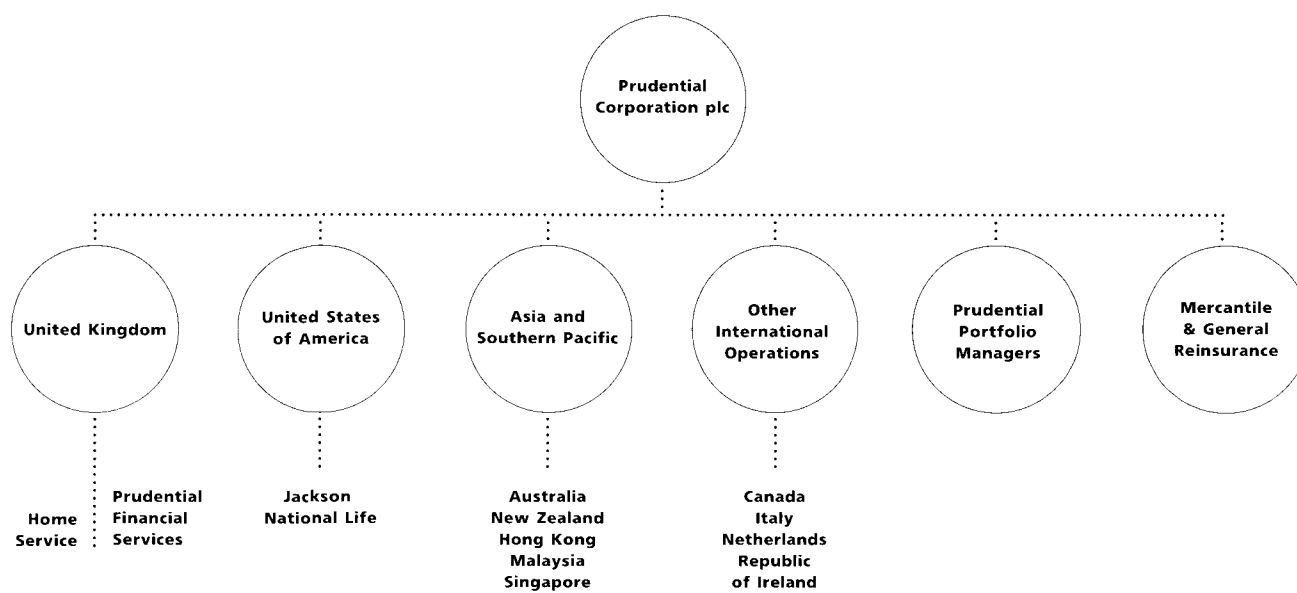 Prudential
Corporation plc
United Kingdom
United States
of America
Asia and
Southern Pacific
Other
International
Operations
Prudential
Portfolio
Managers
Mercantile
& General
Reinsurance
Home
Service
Prudential
Financial
Services
Jackson
National Life
Australia
New Zealand
Hong Kong
Malaysia
Singapore
Canada
Italy
Netherlands
Republic
of Ireland